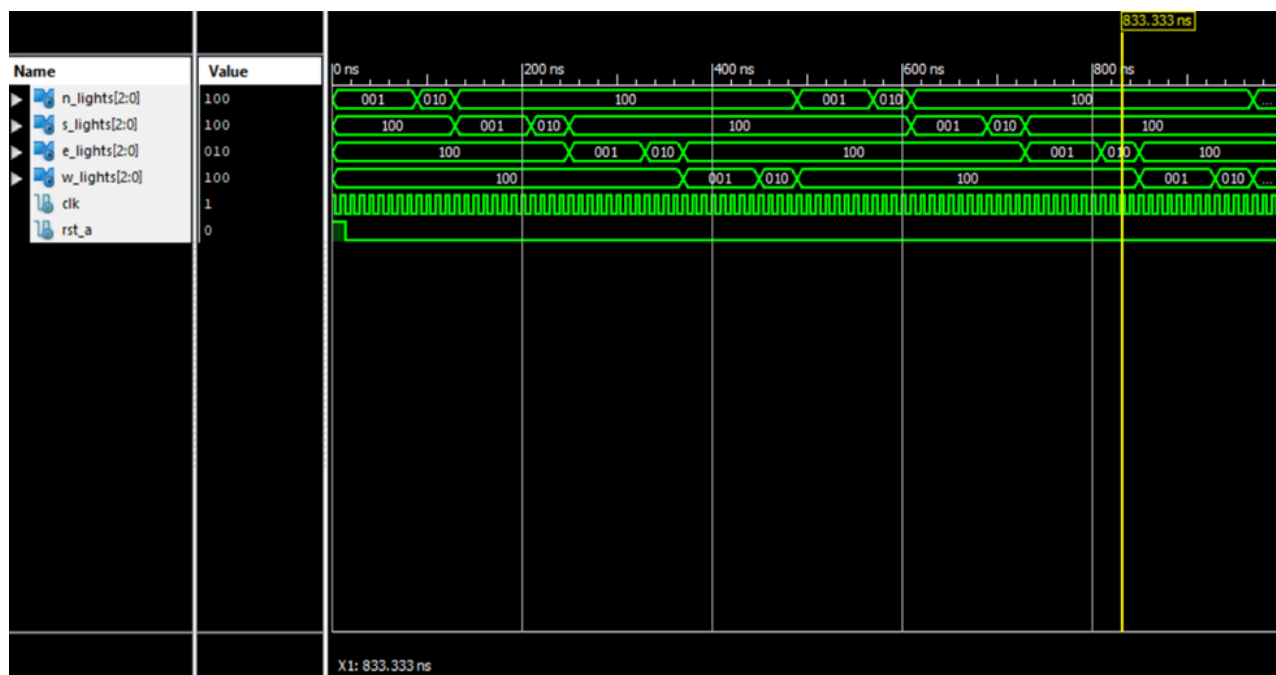 833.333 ns
Name Value 0 ns 200 ns 400 ns 600 ns 800 ns
n_lights[2:0] 100 001 010 100 001 010 100 ...
s_lights[2:0] 100 100 001 010 100 001 010 100
e_lights[2:0] 010 100 001 010 100 001 010 100
w_lights[2:0] 100 100 001 010 100 001 010 ...
clk 1
rst_a 0
X1: 833.333 ns